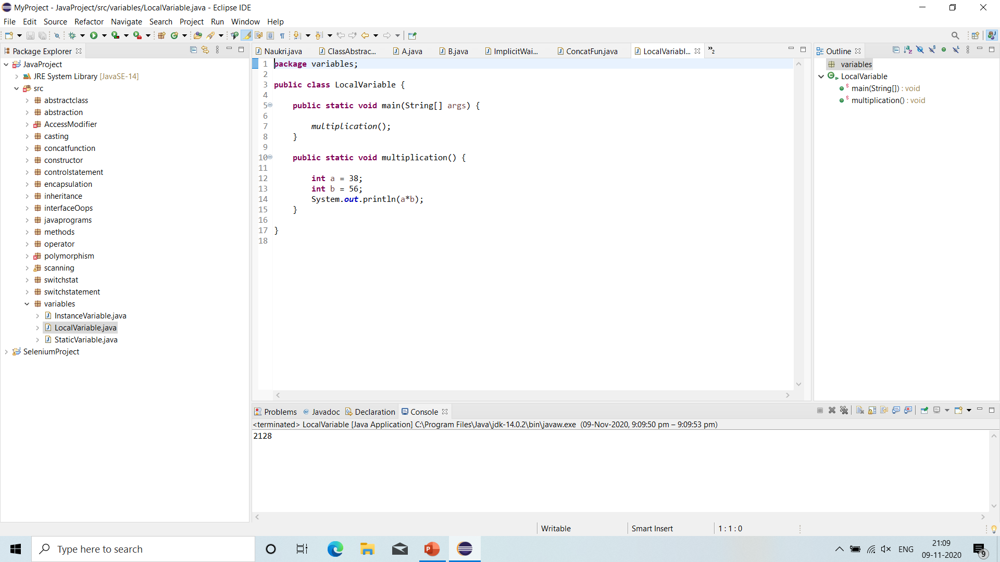 MyProject - JavaProject/src/variables/LocalVariable.java - Eclipse IDE
File Edit Source Refactor Navigate Search Project Run Window Help
Package Explorer
JavaProject
JRE System Library [JavaSE-14]
src
abstractclass
abstraction
AccessModifier
casting
concatfunction
constructor
controlstatement
encapsulation
inheritance
interfaceOops
javaprograms
methods
operator
polymorphism
scanning
switchstat
switchstatement
variables
InstanceVariable.java
LocalVariable.java
StaticVariable.java
SeleniumProject
Naukri.java ClassAbstrac... A.java B.java ImplicitWai... ConcatFun.java LocalVariabl... »2
1 package variables;
2
3 public class LocalVariable {
4
5 public static void main(String[] args) {
6
7 multiplication();
8 }
9
10 public static void multiplication() {
11
12 int a = 38;
13 int b = 56;
14 System.out.println(a*b);
15 }
16
17 }
18
Outline
variables
LocalVariable
main(String[]) : void
multiplication() : void
Problems @ Javadoc Declaration Console
<terminated> LocalVariable [Java Application] C:\Program Files\Java\jdk-14.0.2\bin\javaw.exe (09-Nov-2020, 9:09:50 pm – 9:09:53 pm)
2128
Writable Smart Insert 1 : 1 : 0
Type here to search
ENG
21:09
09-11-2020
9